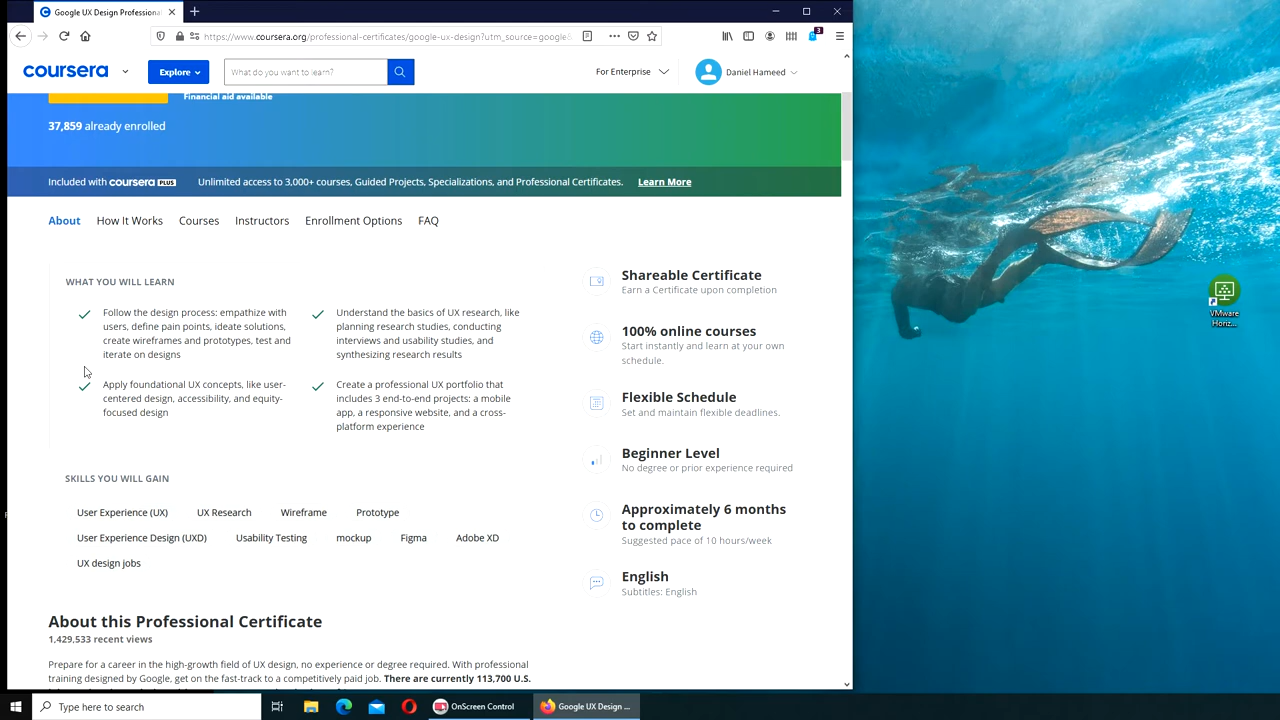 Google UX Design Professiona
https://www.coursera.org/professional-certificates/google-ux-design?utm_source=google
3
coursera
Explore
What do you want to learn?
For Enterprise
Daniel Hameed
Financial aid available
37,859 already enrolled
Included with coursera PLUS
Unlimited access to 3,000+ courses, Guided Projects, Specializations, and Professional Certificates.
Learn More
About
How It Works
Courses
Instructors
Enrollment Options
FAQ
WHAT YOU WILL LEARN
Follow the design process: empathize with
users, define pain points, ideate solutions,
create wireframes and prototypes, test and
iterate on designs
Understand the basics of UX research, like
planning research studies, conducting
interviews and usability studies, and
synthesizing research results
Apply foundational UX concepts, like user-
centered design, accessibility, and equity-
focused design
Create a professional UX portfolio that
includes 3 end-to-end projects: a mobile
app, a responsive website, and a cross-
platform experience
SKILLS YOU WILL GAIN
User Experience (UX)
UX Research
Wireframe
Prototype
User Experience Design (UXD)
Usability Testing
mockup
Figma
Adobe XD
UX design jobs
Shareable Certificate
Earn a Certificate upon completion
100% online courses
Start instantly and learn at your own
schedule.
Flexible Schedule
Set and maintain flexible deadlines.
Beginner Level
No degree or prior experience required
Approximately 6 months
to complete
Suggested pace of 10 hours/week
English
Subtitles: English
About this Professional Certificate
1,429,533 recent views
Prepare for a career in the high-growth field of UX design, no experience or degree required. With professional
training designed by Google, get on the fast-track to a competitively paid job. There are currently 113,700 U.S.
VMware
Horiz...
Type here to search
OnScreen Control
Google UX Design ...